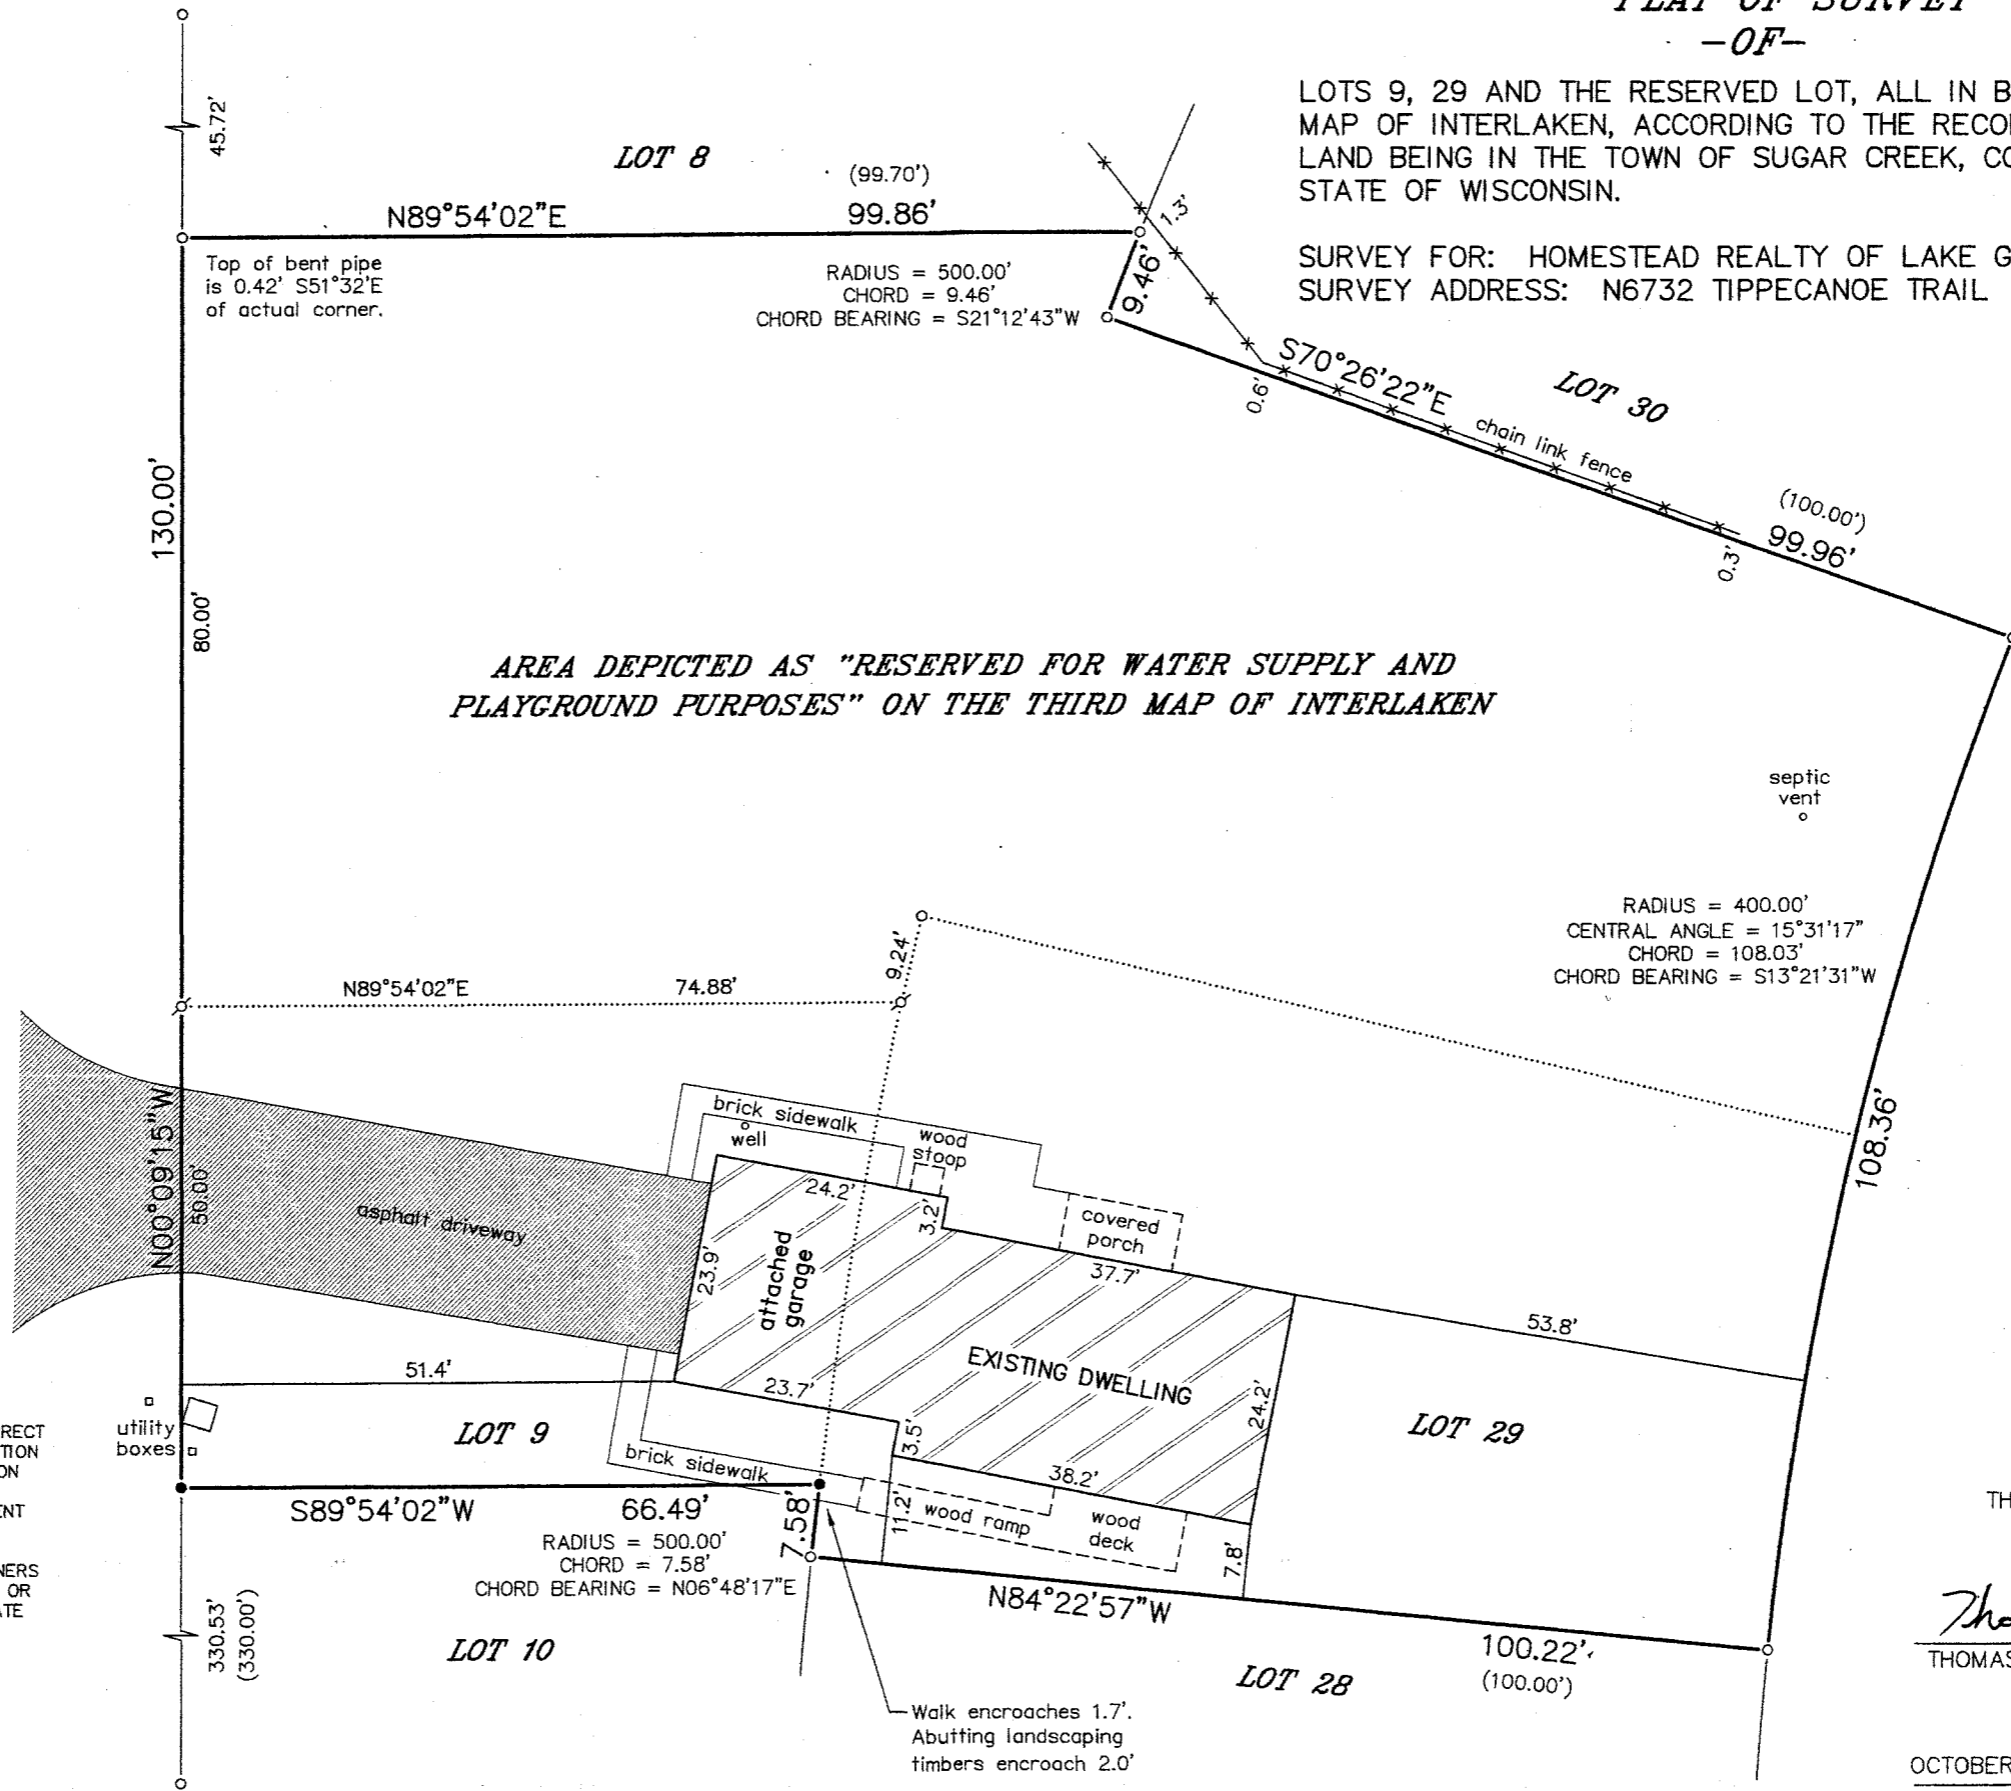 -OF-
LOTS 9, 29 AND THE RESERVED LOT, ALL IN
MAP OF INTERLAKEN, ACCORDING TO THE
LAND BEING IN THE TOWN OF SUGAR CREEK,
STATE OF WISCONSIN.
SURVEY FOR: HOMESTEAD REALTY OF LAKE
SURVEY ADDRESS: N6732 TIPPECANOE TRAIL
45.72'
LOT 8
(99.70')
N89°54'02"E
99.86'
1.3'
Top of bent pipe
is 0.42' S51°32'E
of actual corner.
RADIUS = 500.00'
CHORD = 9.46'
CHORD BEARING = S21°12'43"W
9.46'
S70°26'22"E
LOT 30
0.6'
chain link fence
(100.00')
99.96'
0.3'
130.00'
80.00'
AREA DEPICTED AS "RESERVED FOR WATER SUPPLY AND
PLAYGROUND PURPOSES" ON THE THIRD MAP OF INTERLAKEN
septic
vent
RADIUS = 400.00'
CENTRAL ANGLE = 15°31'17"
CHORD = 108.03'
CHORD BEARING = S13°21'31"W
9.24'
N89°54'02"E
74.88'
108.36'
N00°09'15"W
50.00'
asphalt driveway
brick sidewalk
well
wood
stoop
24.2'
3.2'
covered
porch
23.9'
attached
garage
37.7'
53.8'
EXISTING DWELLING
24.2'
51.4'
23.7'
3.5'
38.2'
LOT 29
utility
boxes
LOT 9
brick sidewalk
11.2'
wood ramp
wood
deck
7.8'
S89°54'02"W
66.49'
7.58'
RADIUS = 500.00'
CHORD = 7.58'
CHORD BEARING = N06°48'17"E
N84°22'57"W
100.22'
(100.00')
330.53'
(330.00')
LOT 10
LOT 28
Walk encroaches 1.7'.
Abutting landscaping
timbers encroach 2.0'
OR
THOMAS
OCTOBER